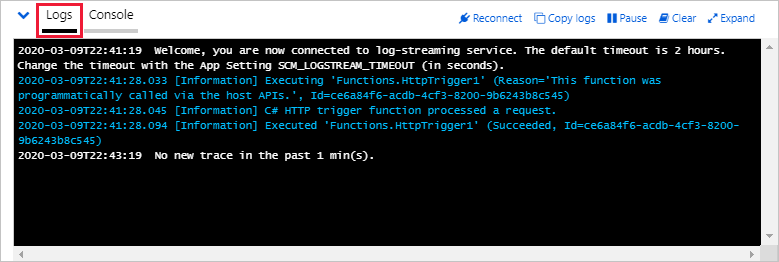 Logs Console Reconnect Copy logs Pause Clear Expand
2020-03-09T22:41:19  Welcome, you are now connected to log-streaming service. The default timeout is 2 hours.
Change the timeout with the App Setting SCM_LOGSTREAM_TIMEOUT (in seconds).
2020-03-09T22:41:28.033 [Information] Executing 'Functions.HttpTrigger1' (Reason='This function was
programmatically called via the host APIs.', Id=ce6a84f6-acdb-4cf3-8200-9b6243b8c545)
2020-03-09T22:41:28.045 [Information] C# HTTP trigger function processed a request.
2020-03-09T22:41:28.094 [Information] Executed 'Functions.HttpTrigger1' (Succeeded, Id=ce6a84f6-acdb-4cf3-8200-
9b6243b8c545)
2020-03-09T22:43:19  No new trace in the past 1 min(s).